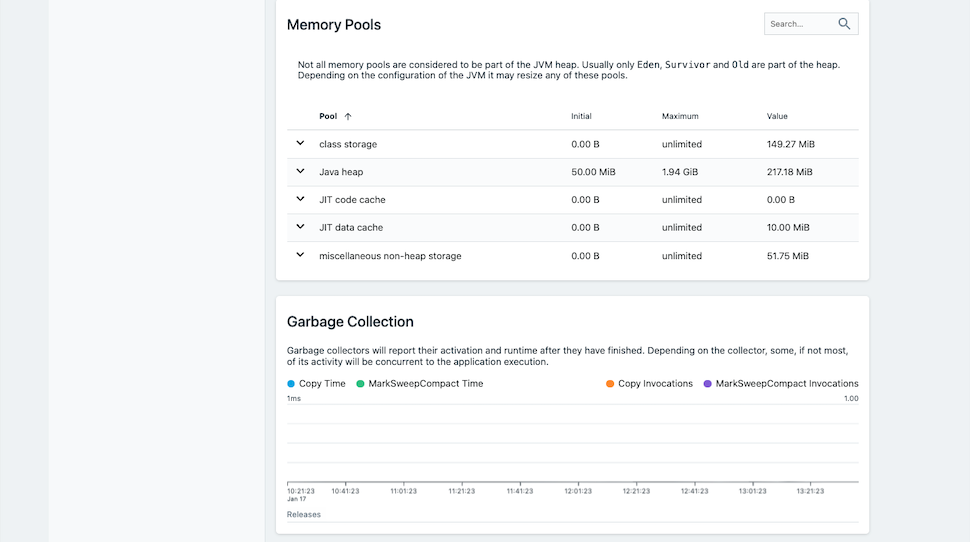 Memory Pools
Search...
Not all memory pools are considered to be part of the JVM heap. Usually only Eden, Survivor and Old are part of the heap.
Depending on the configuration of the JVM it may resize any of these pools.
Pool Initial Maximum Value
class storage 0.00 B unlimited 149.27 MiB
Java heap 50.00 MiB 1.94 GiB 217.18 MiB
JIT code cache 0.00 B unlimited 0.00 B
JIT data cache 0.00 B unlimited 10.00 MiB
miscellaneous non-heap storage 0.00 B unlimited 51.75 MiB
Garbage Collection
Garbage collectors will report their activation and runtime after they have finished. Depending on the collector, some, if not most,
of its activity will be concurrent to the application execution.
Copy Time MarkSweepCompact Time Copy Invocations MarkSweepCompact Invocations
1ms 1.00
10:21:23 10:41:23 11:01:23 11:21:23 11:41:23 12:01:23 12:21:23 12:41:23 13:01:23 13:21:23
Jan 17
Releases